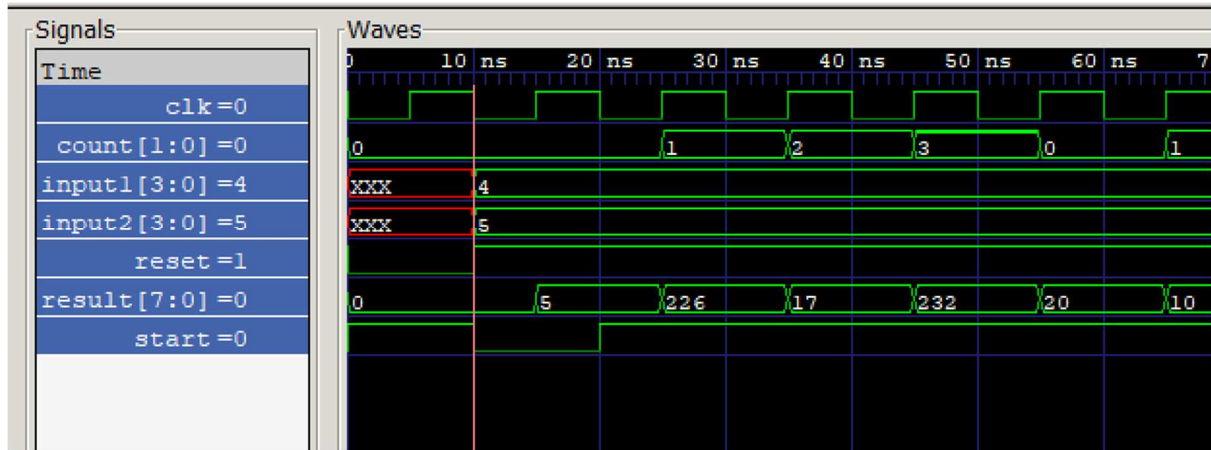 Signals
Waves
Time
0 10 ns 20 ns 30 ns 40 ns 50 ns 60 ns 7
clk=0
count[1:0]=0 0 1 2 3 0 1
input1[3:0]=4 XXX 4
input2[3:0]=5 XXX 5
reset=1
result[7:0]=0 0 5 226 17 232 20 10
start=0